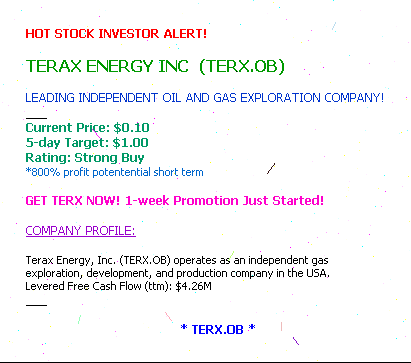 HOT STOCK INVESTOR ALERT!
TERAX ENERGY INC (TERX.OB)
LEADING INDEPENDENT OIL AND GAS EXPLORATION COMPANY!
Current Price: $0.10
5-day Target: $1.00
Rating: Strong Buy
*800% profit potentential short term
GET TERX NOW! 1-week Promotion Just Started!
COMPANY PROFILE:
Terax Energy, Inc. (TERX.OB) operates as an independent gas
exploration, development, and production company in the USA.
Levered Free Cash Flow (ttm): $4.26M
* TERX.OB *